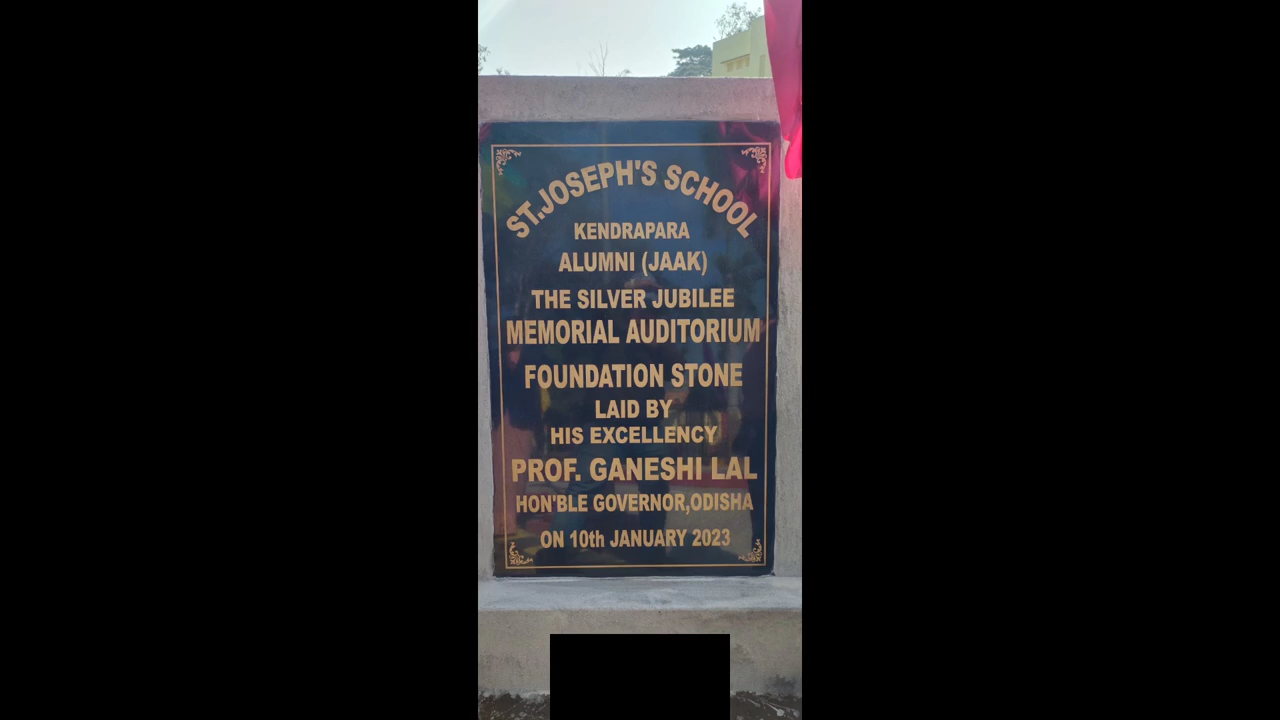 ST.JOSEPH'S SCHOOL
KENDRAPARA
ALUMNI (JAAK)
THE SILVER JUBILEE
MEMORIAL AUDITORIUM
FOUNDATION STONE
LAID BY
HIS EXCELLENCY
PROF. GANESHI LAL
HON'BLE GOVERNOR,ODISHA
ON 10th JANUARY 2023